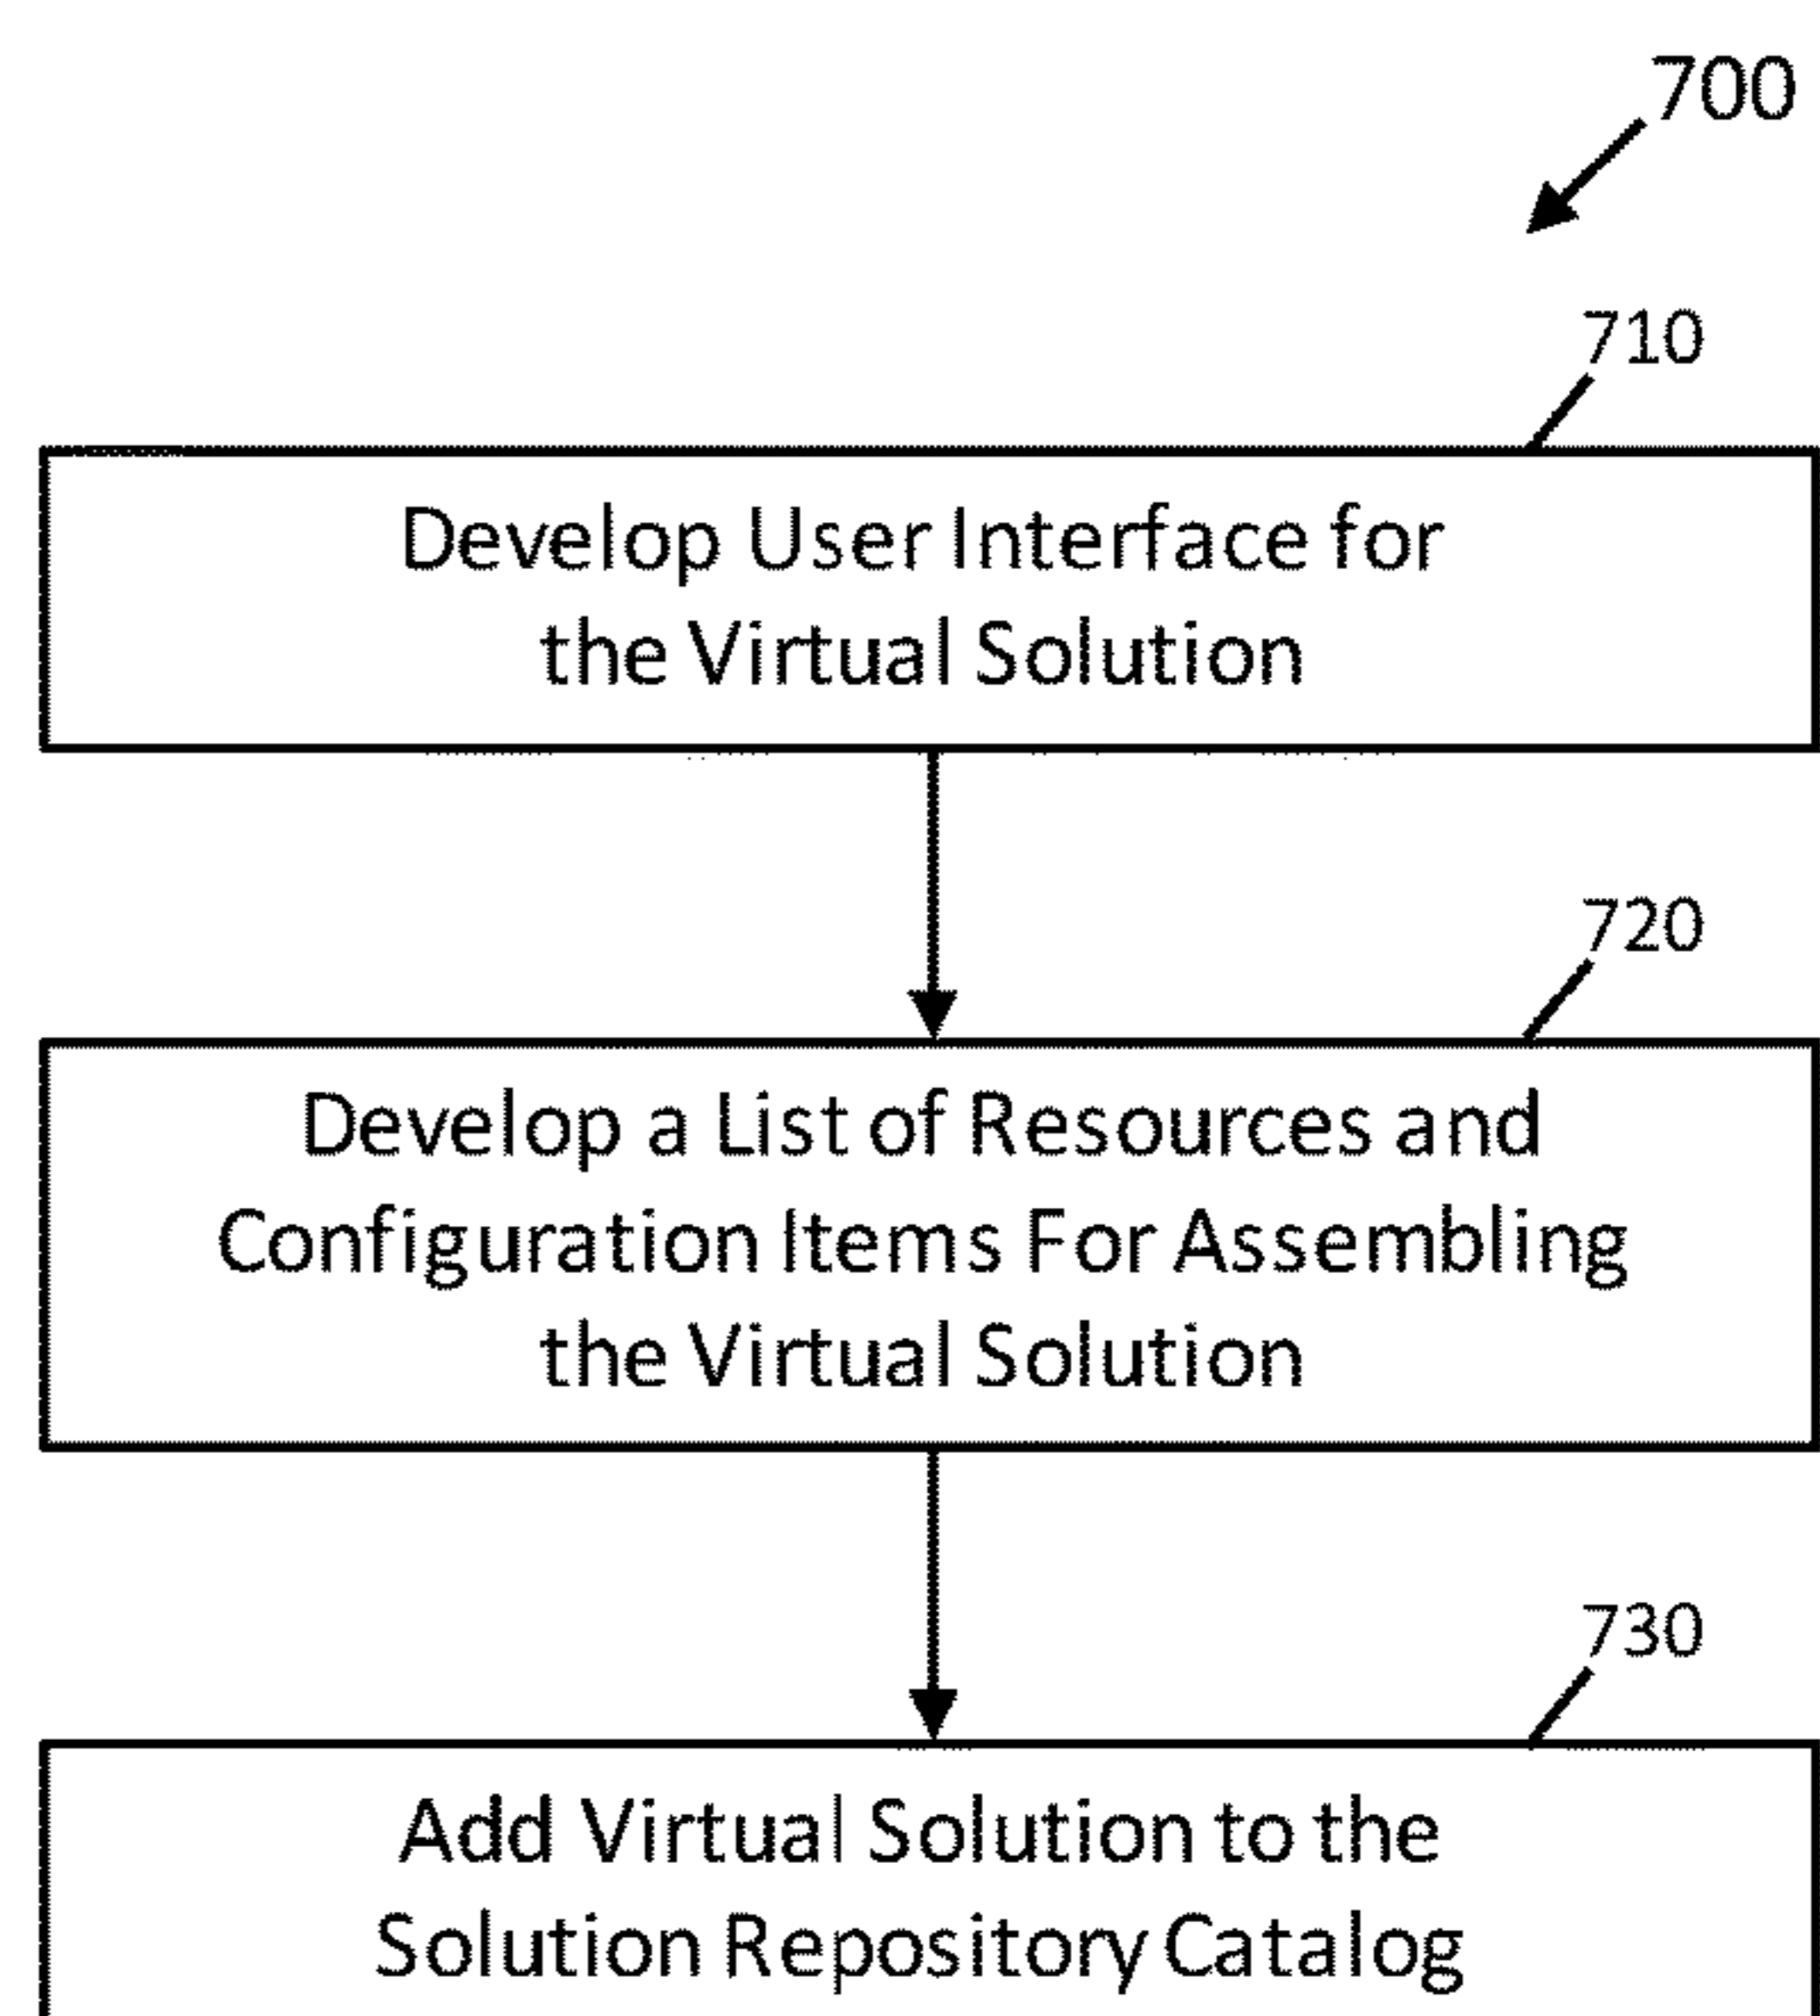 700
710
Develop User Interface for
the Virtual Solution
720
Develop a List of Resources and
Configuration Items For Assembling
the Virtual Solution
730
Add Virtual Solution to the
Solution Repository Catalog